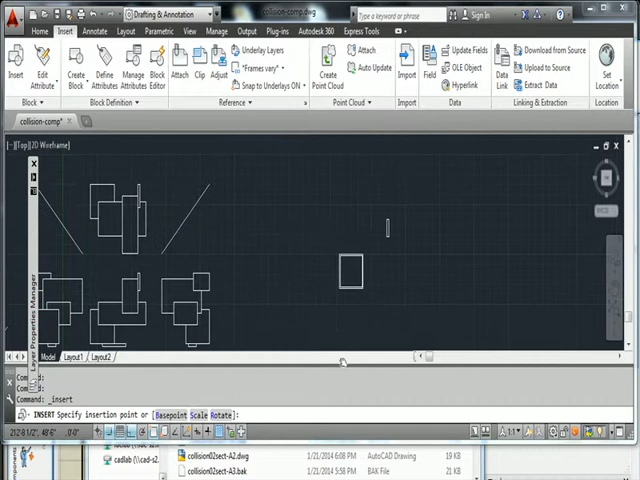 Drafting & Annotation
collision-comp.dwg
Type a keyword or phrase
Sign In
Home Insert Annotate Layout Parametric View Manage Output Plug-ins Autodesk 360 Express Tools
Insert
Edit Attribute
Create Block
Define Attributes
Manage Attributes
Block Editor
Attach
Clip
Adjust
Underlay Layers
*Frames vary*
Snap to Underlays ON
Create Point Cloud
Attach
Auto Update
Import
Field
Update Fields
OLE Object
Hyperlink
Data Link
Download from Source
Upload to Source
Extract Data
Set Location
Block
Block Definition
Reference
Point Cloud
Import
Data
Linking & Extraction
Location
collision-comp*
[−][Top][2D Wireframe]
Layer Properties Manager
Model Layout1 Layout2
Command:
Command:
Command: _insert
INSERT Specify insertion point or [Basepoint Scale Rotate]:
1:1
collision02sect-A2.dwg 1/21/2014 6:08 PM AutoCAD Drawing 19 KB
collision02sect-A3.bak 1/21/2014 5:58 PM BAK File 21 KB